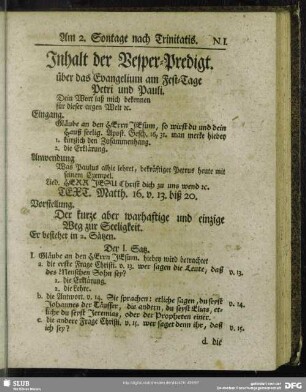 Am 2. Sontage nach Trinitatis. N I.
Inhalt der Vesper-Predigt.
über das Evangelium am Fest-Tage
Petri und Pauli.
Dein Wort laß mich bekennen
für dieser argen Welt ꝛc.
Eingang.
Gläube an den HErrn JEsum, so wirst du und dein
Hauß seelig. Apost. Gesch. 16, 31. man merke hiebey
1. kürzlich den Zusammenhang.
2. die Erklärung.
Anwendung
Was Paulus alhie lehret, bekräftiget Petrus heute mit
seinem Exempel.
Lied. HERR JESU Christ dich zu uns wend ꝛc.
TEXT. Matth. 16, v. 13. biß 20.
Vorstellung.
Der kurze aber warhaftige und einzige
Weg zur Seeligkeit.
Er bestehet in 2. Sätzen.
Der I. Satz.
I. Gläube an den HErrn JEsum. hiebey wird betrachtet
a. die erste Frage Christi. v. 13. wer sagen die Leute, daß v. 13.
des Menschen Sohn sey?
1. die Erklärung.
2. die Lehre.
b. die Antwort. v. 14. Sie sprachen: etliche sagen, du seyst v. 14.
Johannes der Täuffer, die andern, du seyst Elias, et-
liche du seyst Jeremias, oder der Propheten einer.
c. die andere Frage Christi. v. 15. wer saget denn ihr, daß v. 15.
ich sey?
d. die
SLUB
Wir führen Wissen.